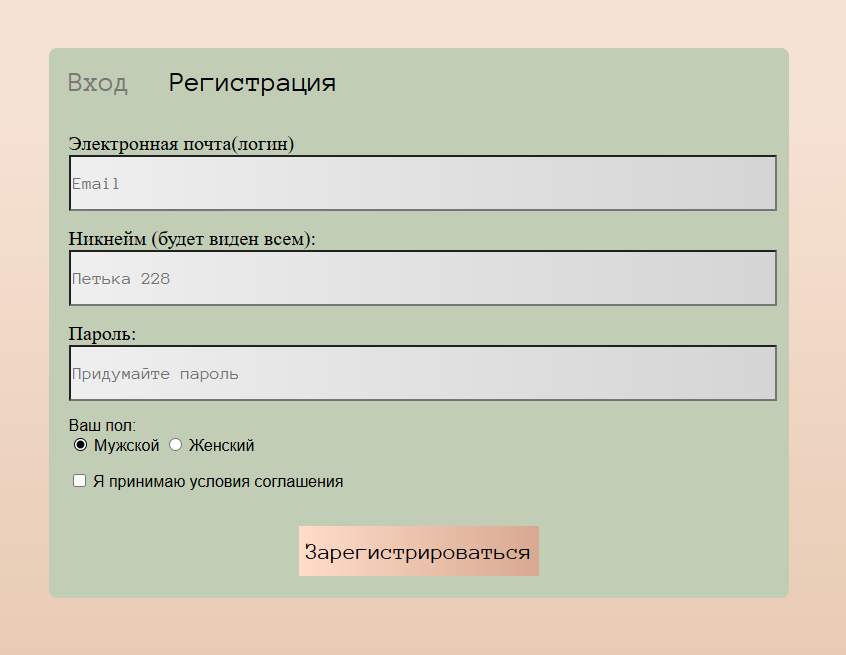 Вход Регистрация
Электронная почта(логин)
Email
Никнейм (будет виден всем):
Петька 228
Пароль:
Придумайте пароль
Ваш пол:
Мужской Женский
Я принимаю условия соглашения
Зарегистрироваться